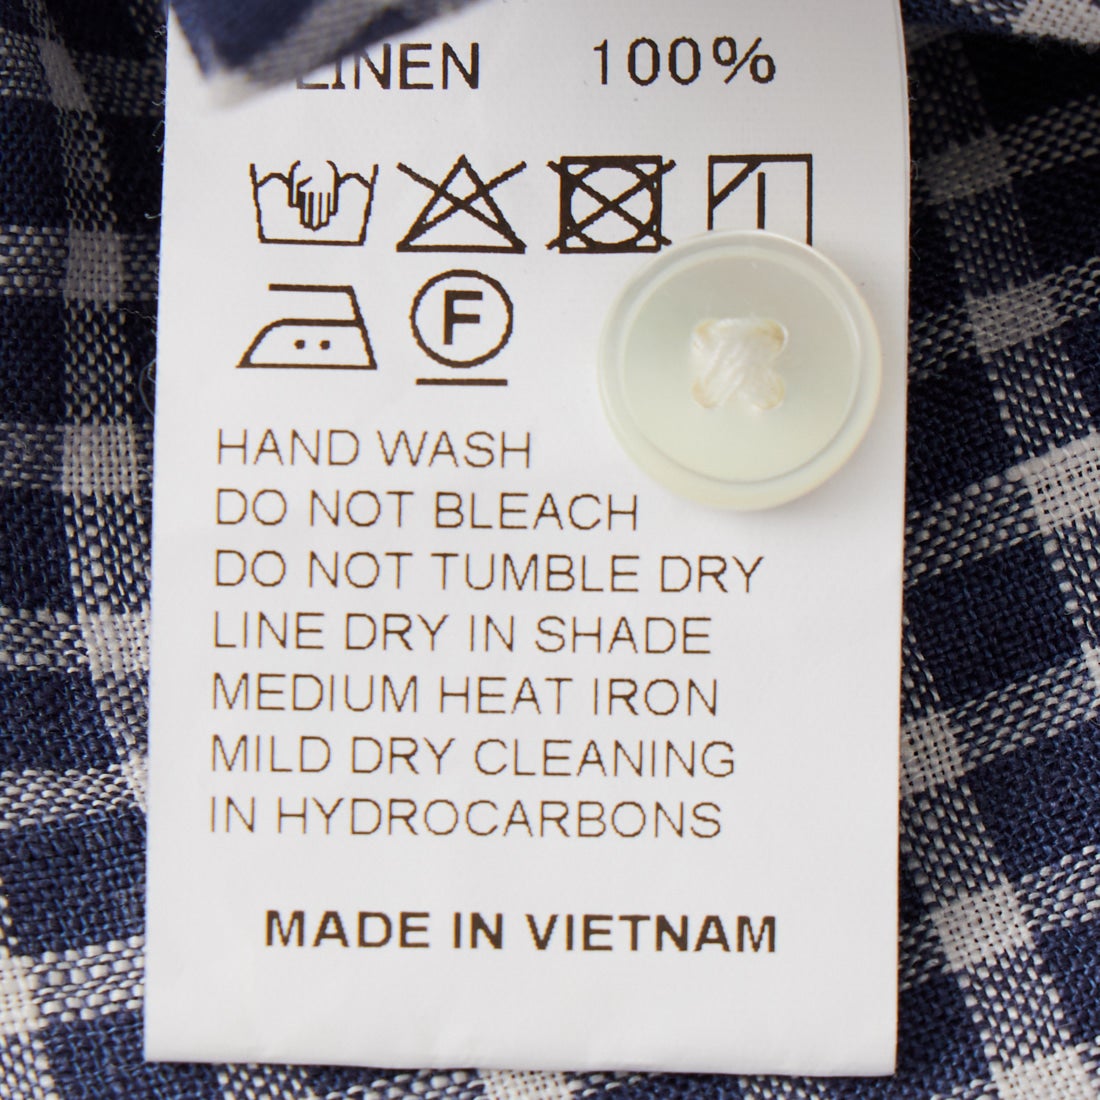 LINEN 100%
F
HAND WASH
DO NOT BLEACH
DO NOT TUMBLE DRY
LINE DRY IN SHADE
MEDIUM HEAT IRON
MILD DRY CLEANING
IN HYDROCARBONS
MADE IN VIETNAM